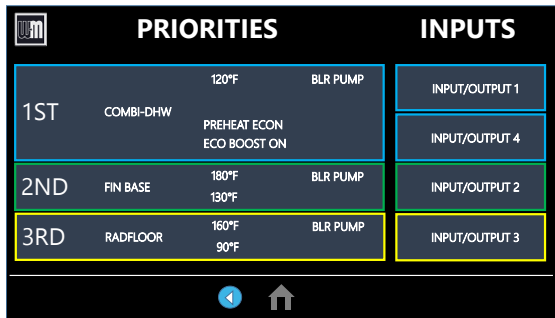 WM PRIORITIES INPUTS
120°F BLR PUMP INPUT/OUTPUT 1
1ST COMBI-DHW
PREHEAT ECON
ECO BOOST ON INPUT/OUTPUT 4
2ND FIN BASE 180°F BLR PUMP INPUT/OUTPUT 2
130°F
3RD RADFLOOR 160°F BLR PUMP INPUT/OUTPUT 3
90°F